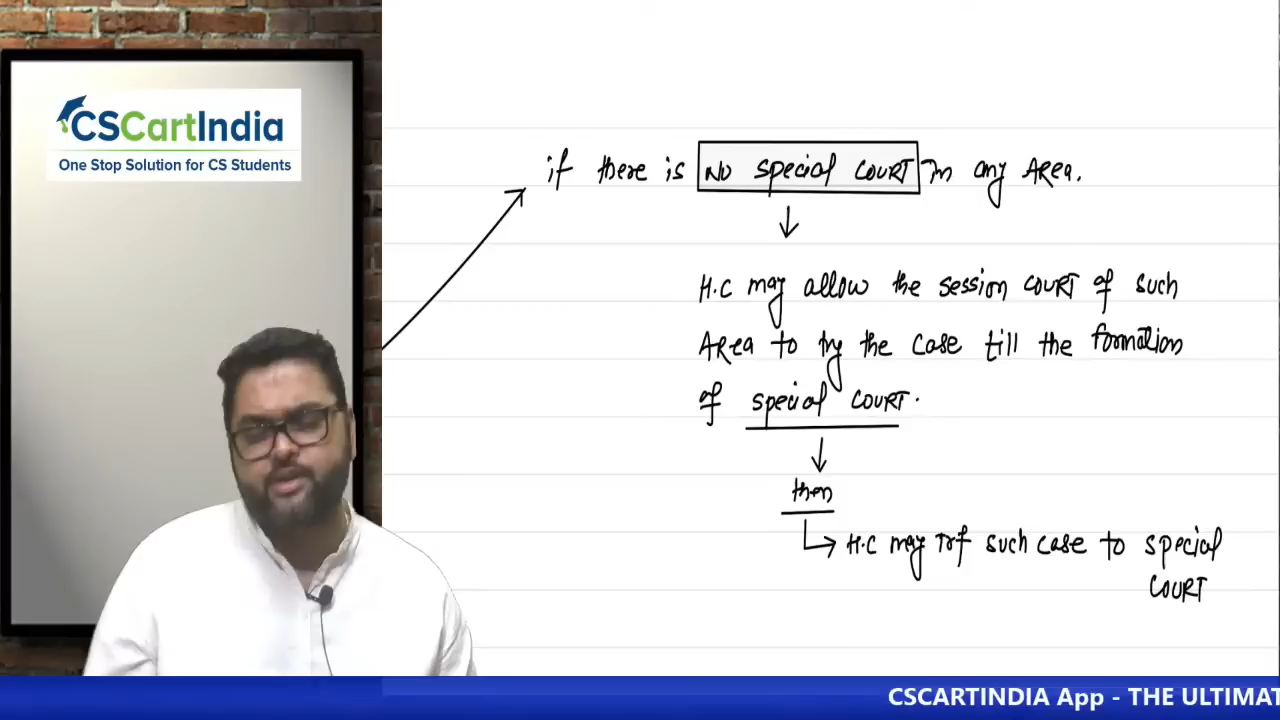 CSCartIndia
One Stop Solution for CS Students
if there is NO special COURT in any AREA.
H.C may allow the session COURT of such
AREA to try the case till the formation
of special COURT.
then
H.C may Trf such case to special
COURT
CSCARTINDIA App - THE ULTIMAT